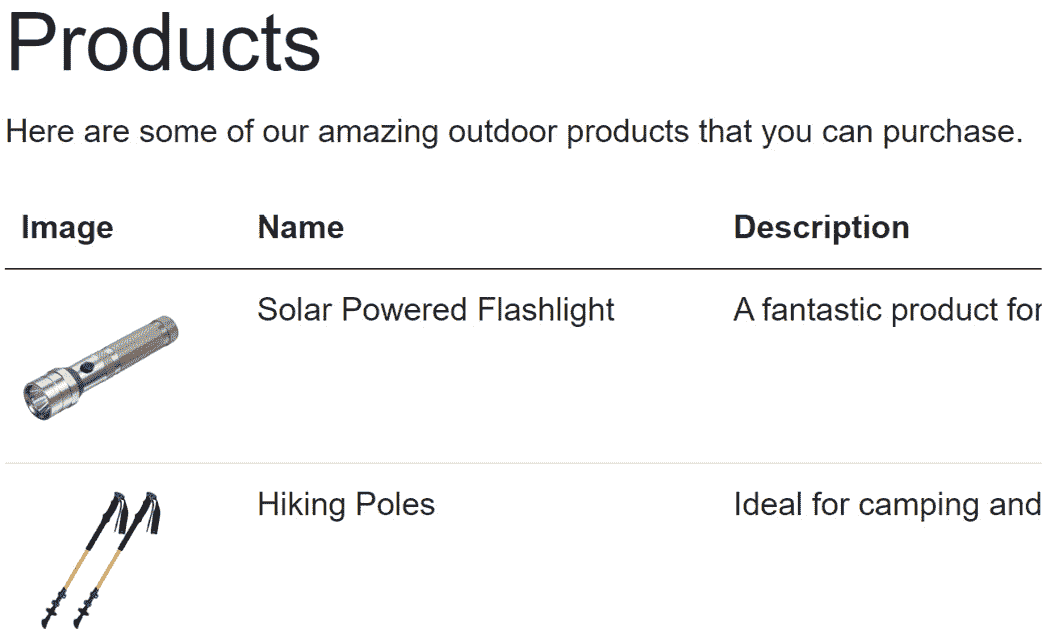 Products
Here are some of our amazing outdoor products that you can purchase.
Image Name Description
Solar Powered Flashlight A fantastic product for
Hiking Poles Ideal for camping and